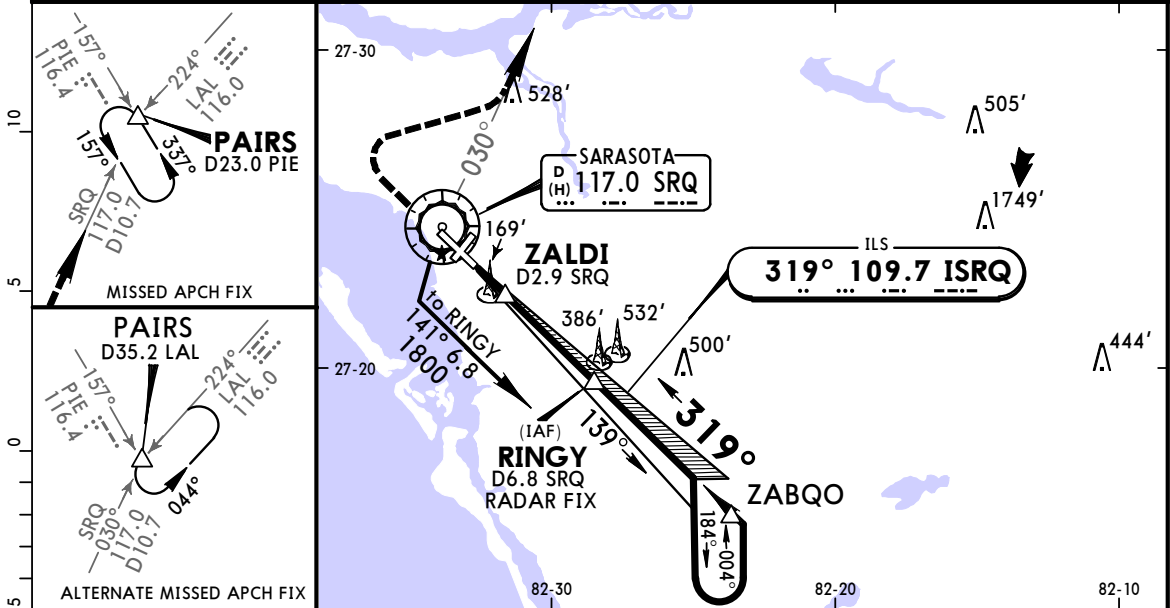 157°
PIE
116.4
224°
LAL
116.0
PAIRS
D23.0 PIE
157°
337°
SRQ
117.0
D10.7
MISSED APCH FIX
PAIRS
D35.2 LAL
157°
PIE
116.4
224°
LAL
116.0
044°
SRQ
030°
117.0
D10.7
ALTERNATE MISSED APCH FIX
10
5
0
5
27-30
528'
030°
SARASOTA
D
(H) 117.0 SRQ
505'
1749'
169'
ZALDI
D2.9 SRQ
ILS
319° 109.7 ISRQ
to RINGY
141° 6.8
1800
386'
532'
500'
444'
27-20
319°
139°
(IAF)
RINGY
D6.8 SRQ
RADAR FIX
ZABQO
184°
004°
82-30
82-20
82-10